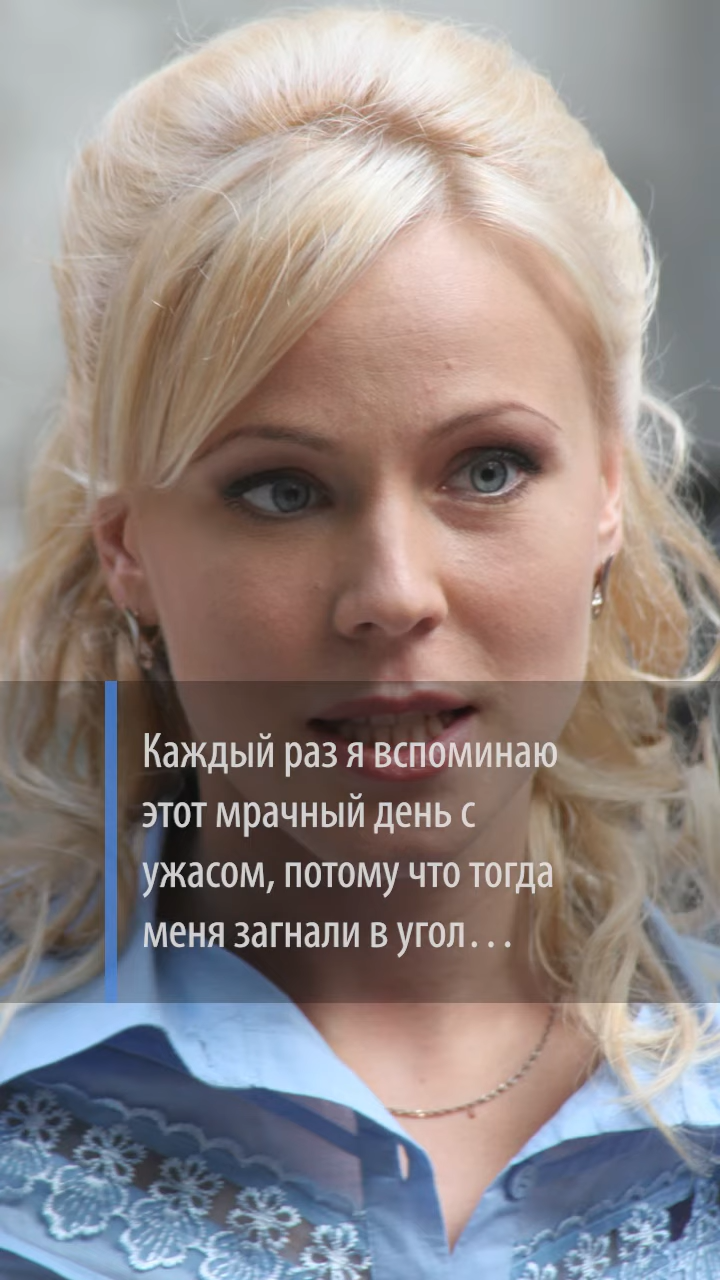 Каждый раз я вспоминаю
этот мрачный день с
ужасом, потому что тогда
меня загнали в угол…